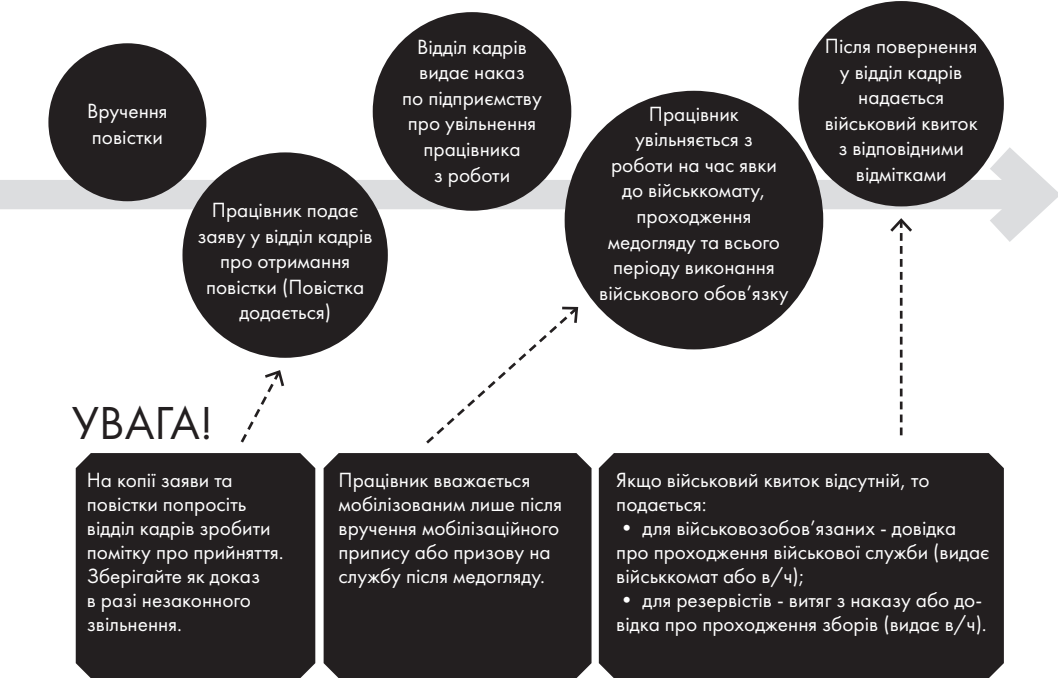 Вручення
повістки
Працівник подає
заяву у відділ кадрів
про отримання
повістки (Повістка
додається)
Відділ кадрів
видає наказ
по підприємству
про увільнення
працівника
з роботи
Працівник
увільняється з
роботи на час явки
до військкомату,
проходження
медогляду та всього
періоду виконання
військового обов’язку
Після повернення
у відділ кадрів
надається
військовий квиток
з відповідними
відмітками
УВАГА!
На копії заяви та
повістки попросіть
відділ кадрів зробити
помітку про прийняття.
Зберігайте як доказ
в разі незаконного
звільнення.
Працівник вважається
мобілізованим лише після
вручення мобілізаційного
припису або призову на
службу після медогляду.
Якщо військовий квиток відсутній, то
подається:
• для військовозобов’язаних - довідка
про проходження військової служби (видає
військкомат або в/ч);
• для резервістів - витяг з наказу або до-
відка про проходження зборів (видає в/ч).